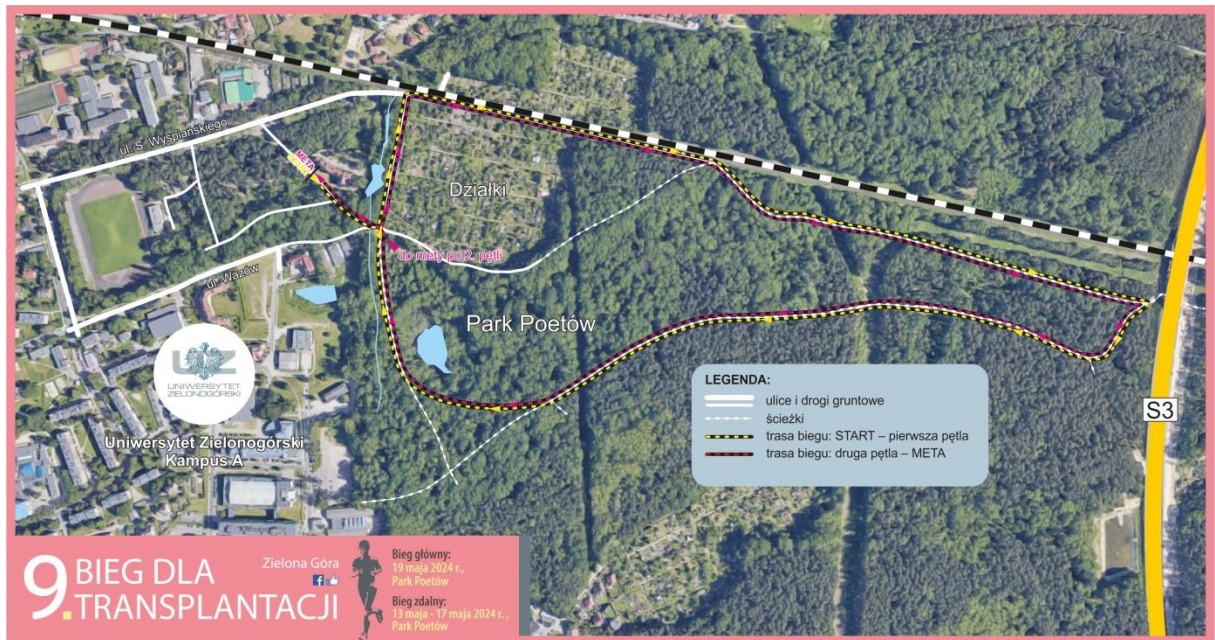 ul. S. Wyspiańskiego
META
Działki
do mety po 2. pętli
ul. Wazów
Park Poetów
UZ
UNIWERSYTET
ZIELONOGÓRSKI
Uniwersytet Zielonogórski
Kampus A
LEGENDA:
ulice i drogi gruntowe
ścieżki
trasa biegu: START – pierwsza pętla
trasa biegu: druga pętla – META
S3
9. BIEG DLA
TRANSPLANTACJI
Zielona Góra
Bieg główny:
19 maja 2024 r.,
Park Poetów
Bieg zdalny:
13 maja - 17 maja 2024 r. ,
Park Poetów